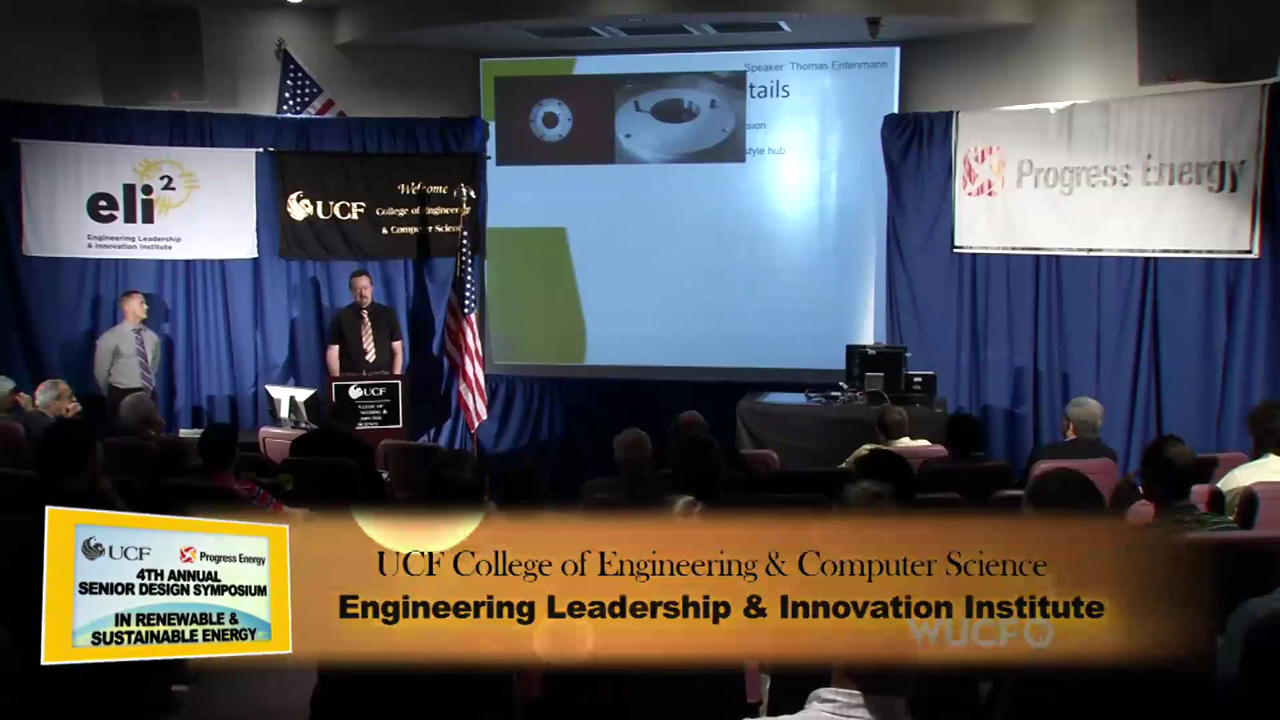 Speaker: Thomas Entenmann
tails
sion
style hub
eli2
Engineering Leadership
& Innovation Institute
Welcome
UCF
College of Engineering
& Computer Science
Progress Energy
UCF
UCF
Progress Energy
4TH ANNUAL
SENIOR DESIGN SYMPOSIUM
IN RENEWABLE &
SUSTAINABLE ENERGY
UCF College of Engineering & Computer Science
Engineering Leadership & Innovation Institute
WUCF